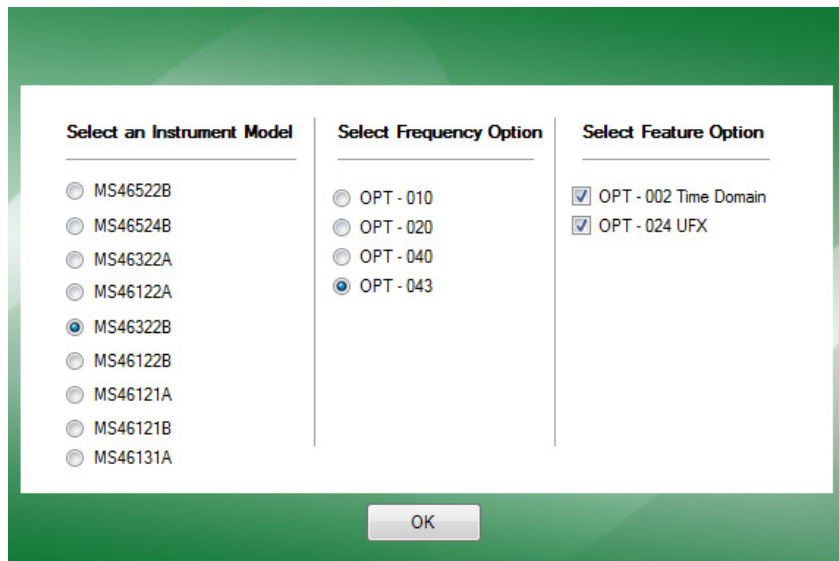 Select an Instrument Model
MS46522B
MS46524B
MS46322A
MS46122A
MS46322B
MS46122B
MS46121A
MS46121B
MS46131A
Select Frequency Option
OPT - 010
OPT - 020
OPT - 040
OPT - 043
Select Feature Option
OPT - 002 Time Domain
OPT - 024 UFX
OK